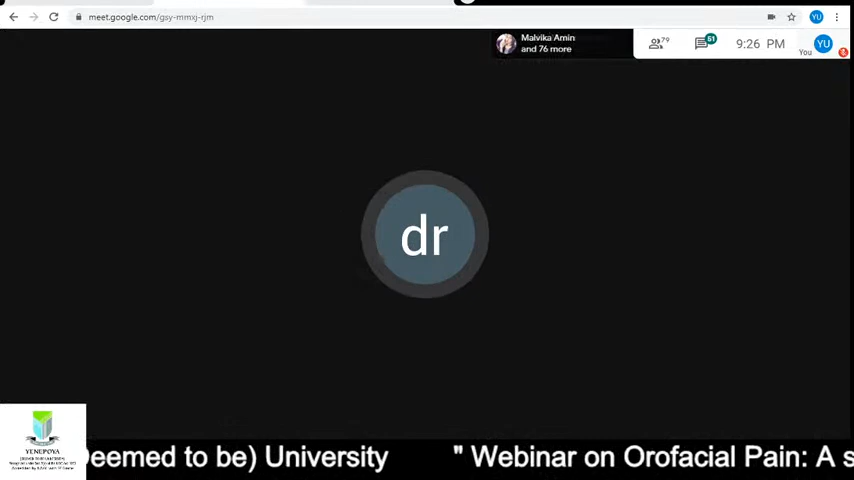 meet.google.com/gsy-mmxj-rjm
YU
Malvika Amin
and 76 more
79
51
9:26 PM
You
YU
dr
YENEPOYA
Deemed to be) University " Webinar on Orofacial Pain: A s